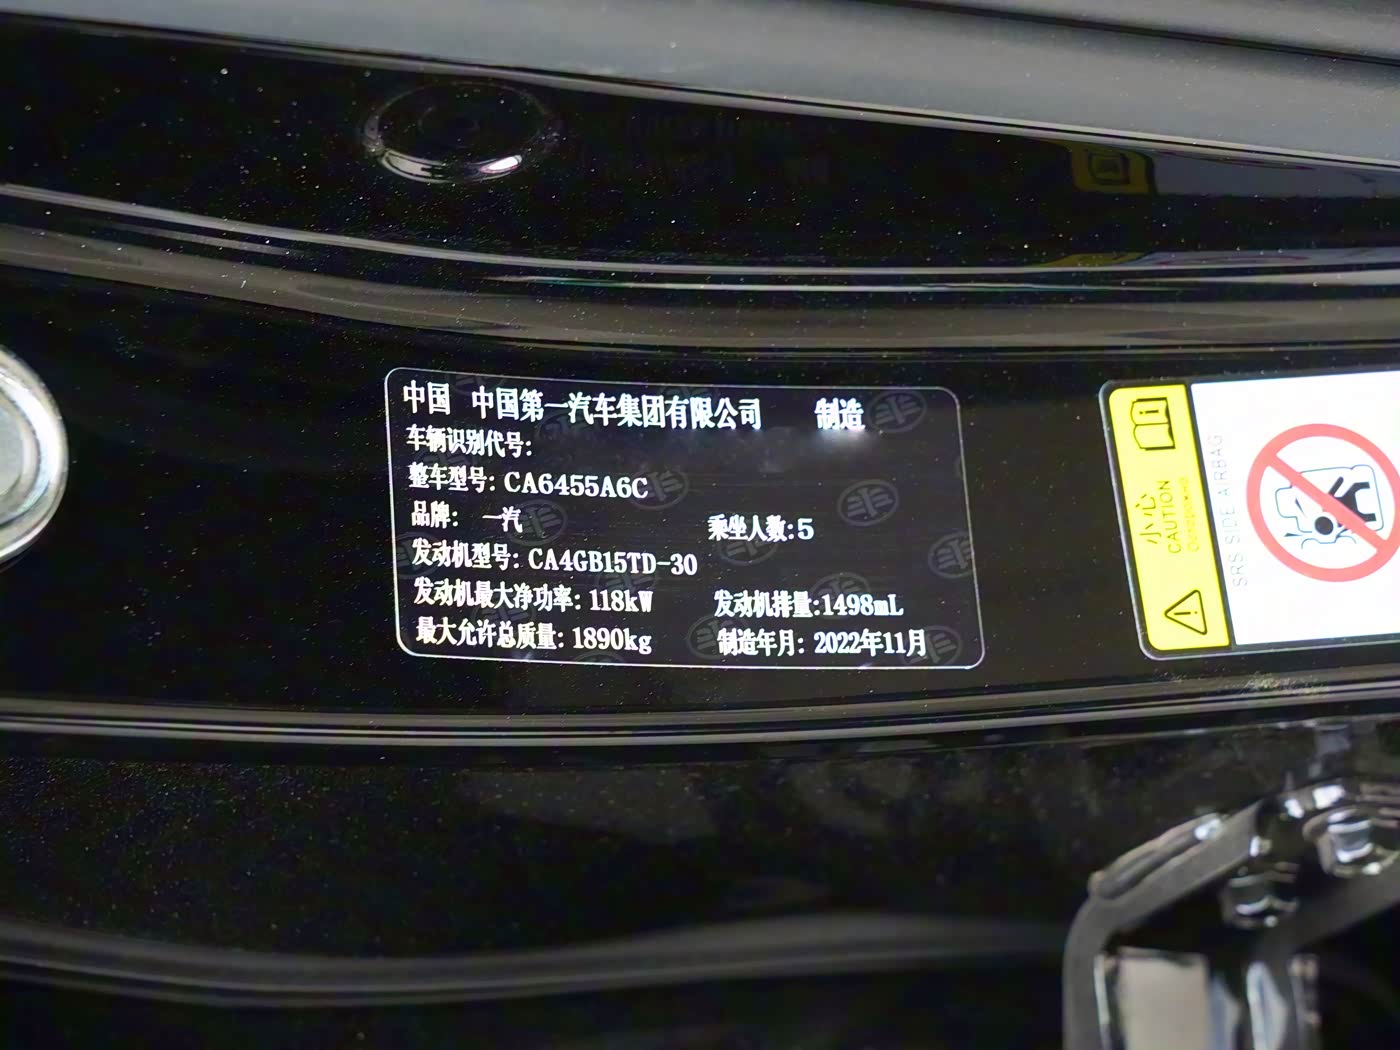 中国 中国第一汽车集团有限公司 制造
车辆识别代号:
整车型号: CA6455A6C
品牌: 一汽 乘坐人数:5
发动机型号: CA4GB15TD-30
发动机最大净功率: 118kW 发动机排量:1498mL
最大允许总质量: 1890kg 制造年月: 2022年11月
小心
CAUTION
SRS SIDE AIRBAG